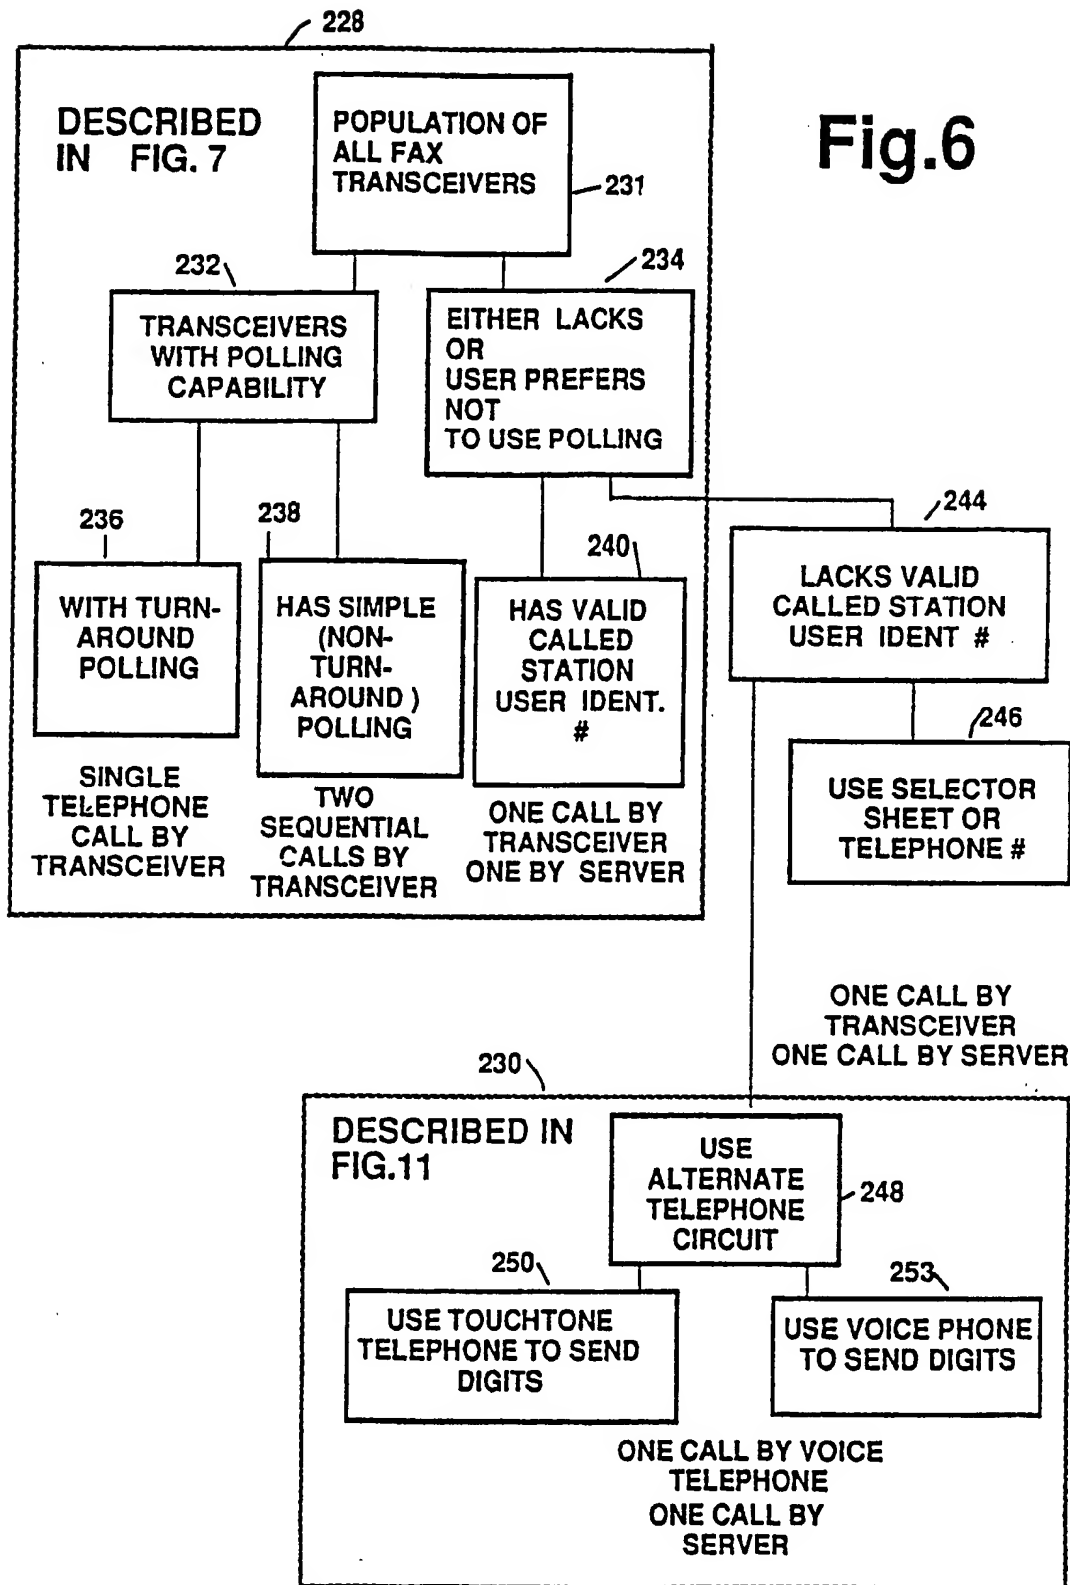 228
DESCRIBED
IN FIG. 7
POPULATION OF
ALL FAX
TRANSCEIVERS
231
Fig.6
232
TRANSCEIVERS
WITH POLLING
CAPABILITY
234
EITHER LACKS
OR
USER PREFERS
NOT
TO USE POLLING
236
WITH TURN-
AROUND
POLLING
SINGLE
TELEPHONE
CALL BY
TRANSCEIVER
238
HAS SIMPLE
(NON-
TURN-
AROUND )
POLLING
TWO
SEQUENTIAL
CALLS BY
TRANSCEIVER
240
HAS VALID
CALLED
STATION
USER IDENT.
#
ONE CALL BY
TRANSCEIVER
ONE BY SERVER
244
LACKS VALID
CALLED STATION
USER IDENT #
246
USE SELECTOR
SHEET OR
TELEPHONE #
ONE CALL BY
TRANSCEIVER
ONE CALL BY SERVER
230
DESCRIBED IN
FIG.11
USE
ALTERNATE
TELEPHONE
CIRCUIT
248
250
USE TOUCHTONE
TELEPHONE TO SEND
DIGITS
253
USE VOICE PHONE
TO SEND DIGITS
ONE CALL BY VOICE
TELEPHONE
ONE CALL BY
SERVER